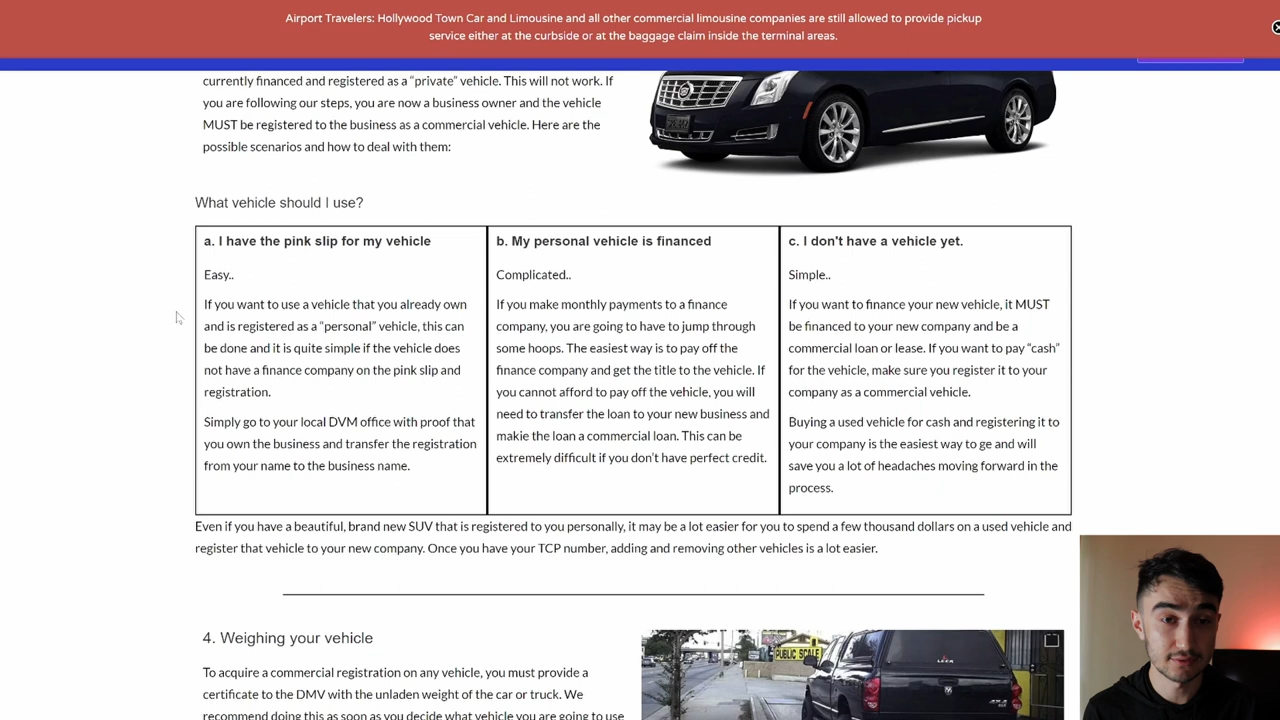 Airport Travelers: Hollywood Town Car and Limousine and all other commercial limousine companies are still allowed to provide pickup
service either at the curbside or at the baggage claim inside the terminal areas.
currently financed and registered as a “private” vehicle. This will not work. If
you are following our steps, you are now a business owner and the vehicle
MUST be registered to the business as a commercial vehicle. Here are the
possible scenarios and how to deal with them:
What vehicle should I use?
a. I have the pink slip for my vehicle
Easy..
If you want to use a vehicle that you already own
and is registered as a “personal” vehicle, this can
be done and it is quite simple if the vehicle does
not have a finance company on the pink slip and
registration.
Simply go to your local DVM office with proof that
you own the business and transfer the registration
from your name to the business name.
b. My personal vehicle is financed
Complicated..
If you make monthly payments to a finance
company, you are going to have to jump through
some hoops. The easiest way is to pay off the
finance company and get the title to the vehicle. If
you cannot afford to pay off the vehicle, you will
need to transfer the loan to your new business and
makie the loan a commercial loan. This can be
extremely difficult if you don’t have perfect credit.
c. I don't have a vehicle yet.
Simple..
If you want to finance your new vehicle, it MUST
be financed to your new company and be a
commercial loan or lease. If you want to pay “cash”
for the vehicle, make sure you register it to your
company as a commercial vehicle.
Buying a used vehicle for cash and registering it to
your company is the easiest way to ge and will
save you a lot of headaches moving forward in the
process.
Even if you have a beautiful, brand new SUV that is registered to you personally, it may be a lot easier for you to spend a few thousand dollars on a used vehicle and
register that vehicle to your new company. Once you have your TCP number, adding and removing other vehicles is a lot easier.
4. Weighing your vehicle
PUBLIC SCALE
To acquire a commercial registration on any vehicle, you must provide a
certificate to the DMV with the unladen weight of the car or truck. We
recommend doing this as soon as you decide what vehicle you are going to use